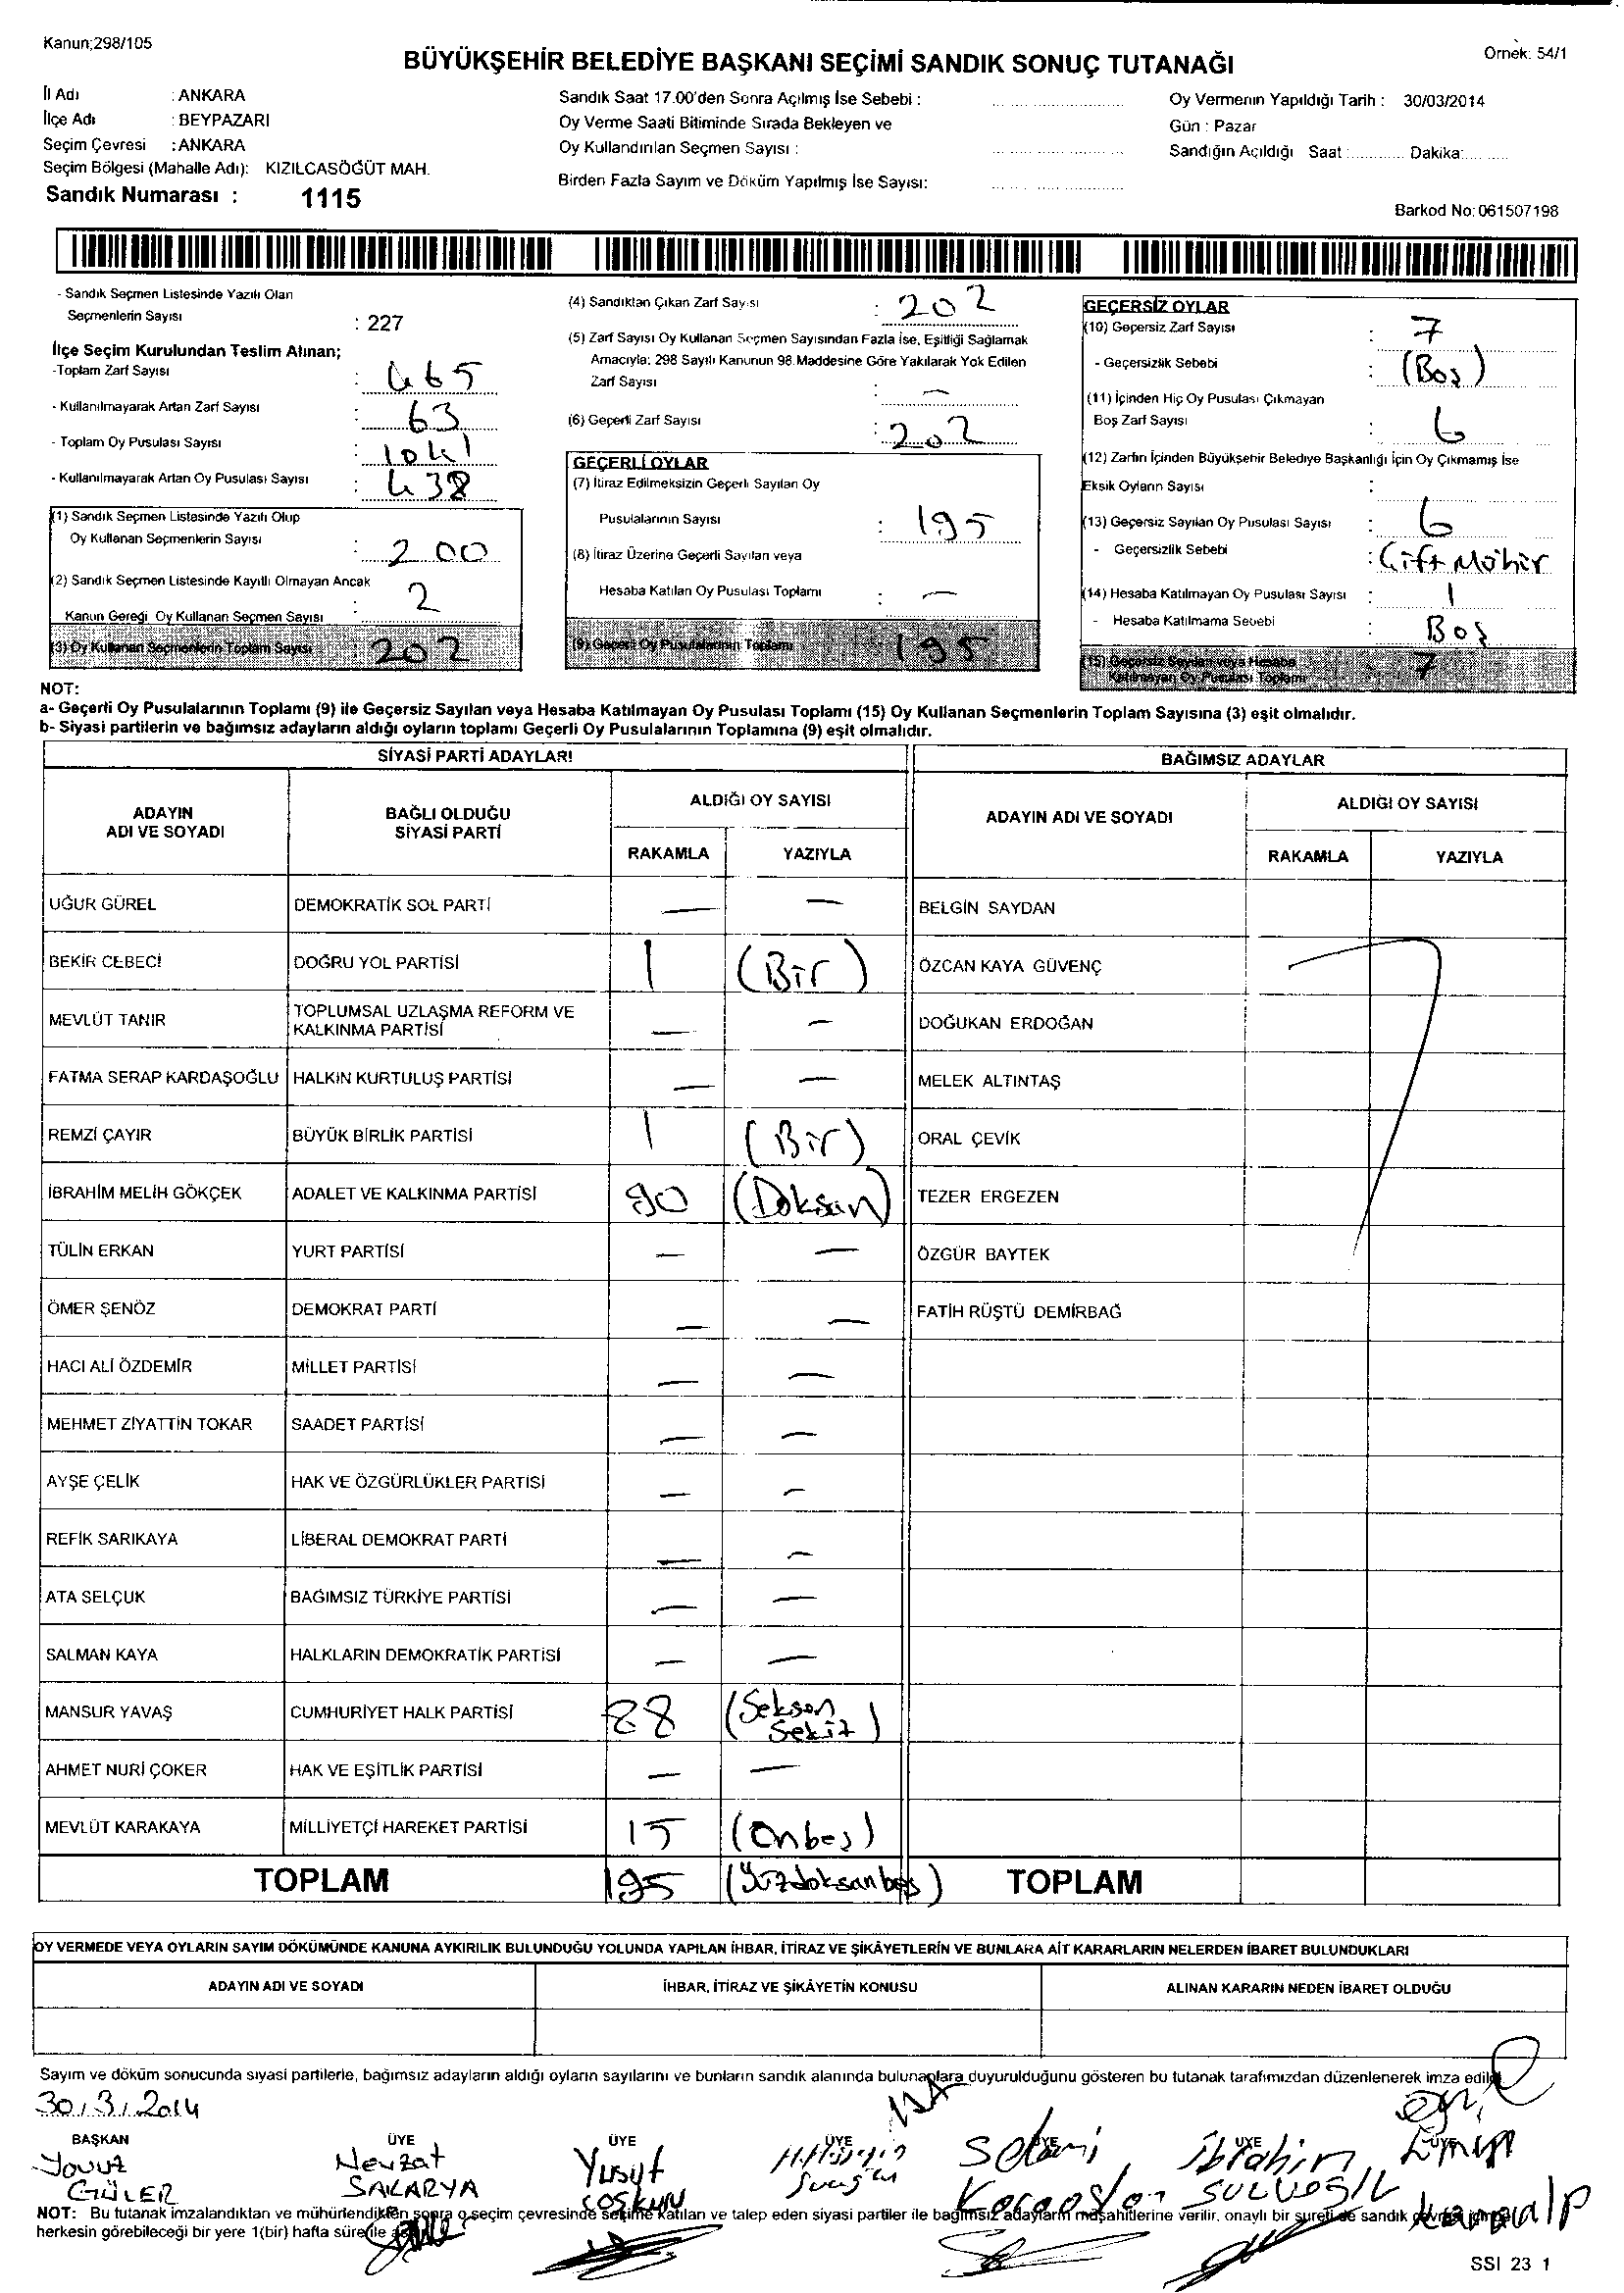 Kanun;298/105
Örnek: 54/1
BÜYÜKŞEHİR BELEDİYE BAŞKANI SEÇİMİ SANDIK SONUÇ TUTANAĞI
İl Adı : ANKARA
İlçe Adı : BEYPAZARI
Seçim Çevresi : ANKARA
Seçim Bölgesi (Mahalle Adı): KIZILCASÖĞÜT MAH.
Sandık Numarası : 1115
Sandık Saat 17.00'den Sonra Açılmış İse Sebebi :
Oy Verme Saati Bitiminde Sırada Bekleyen ve
Oy Kullandırılan Seçmen Sayısı :
Birden Fazla Sayım ve Döküm Yapılmış İse Sayısı:
Oy Vermenin Yapıldığı Tarih : 30/03/2014
Gün : Pazar
Sandığın Açıldığı Saat :........... Dakika:...........
Barkod No: 061507198
- Sandık Seçmen Listesinde Yazılı Olan
Seçmenlerin Sayısı : 227
İlçe Seçim Kurulundan Teslim Alınan;
-Toplam Zarf Sayısı : 465
- Kullanılmayarak Artan Zarf Sayısı : 63
- Toplam Oy Pusulası Sayısı : 1041
- Kullanılmayarak Artan Oy Pusulası Sayısı : 438
(1) Sandık Seçmen Listesinde Yazılı Olup
Oy Kullanan Seçmenlerin Sayısı : 200
(2) Sandık Seçmen Listesinde Kayıtlı Olmayan Ancak
Kanun Gereği Oy Kullanan Seçmen Sayısı : 2
(3) Oy Kullanan Seçmenlerin Toplam Sayısı : 202
(4) Sandıktan Çıkan Zarf Sayısı : 202
(5) Zarf Sayısı Oy Kullanan Seçmen Sayısından Fazla İse, Eşitliği Sağlamak
Amacıyla: 298 Sayılı Kanunun 98.Maddesine Göre Yakılarak Yok Edilen
Zarf Sayısı : —
(6) Geçerli Zarf Sayısı : 202
GEÇERLİ OYLAR
(7) İtiraz Edilmeksizin Geçerli Sayılan Oy
Pusulalarının Sayısı : 195
(8) İtiraz Üzerine Geçerli Sayılan veya
Hesaba Katılan Oy Pusulası Toplamı : —
(9) Geçerli Oy Pusulalarının Toplamı 195
GEÇERSİZ OYLAR
(10) Geçersiz Zarf Sayısı : 7
- Geçersizlik Sebebi : (Boş)
(11) İçinden Hiç Oy Pusulası Çıkmayan
Boş Zarf Sayısı : 6
(12) Zarfın İçinden Büyükşehir Belediye Başkanlığı İçin Oy Çıkmamış İse
Eksik Oyların Sayısı :
(13) Geçersiz Sayılan Oy Pusulası Sayısı : 6
- Geçersizlik Sebebi : Çift Mühür
(14) Hesaba Katılmayan Oy Pusulası Sayısı : 1
- Hesaba Katılmama Sebebi : Boş
(15) Geçersiz Sayılan veya Hesaba
Katılmayan Oy Pusulası Toplamı 7
NOT:
a- Geçerli Oy Pusulalarının Toplamı (9) ile Geçersiz Sayılan veya Hesaba Katılmayan Oy Pusulası Toplamı (15) Oy Kullanan Seçmenlerin Toplam Sayısına (3) eşit olmalıdır.
b- Siyasi partilerin ve bağımsız adayların aldığı oyların toplamı Geçerli Oy Pusulalarının Toplamına (9) eşit olmalıdır.
SİYASİ PARTİ ADAYLARI
ADAYIN ADI VE SOYADI
BAĞLI OLDUĞU SİYASİ PARTİ
ALDIĞI OY SAYISI
RAKAMLA YAZIYLA
UĞUR GÜREL DEMOKRATİK SOL PARTİ — —
BEKİR CEBECİ DOĞRU YOL PARTİSİ 1 (Bir)
MEVLÜT TANIR TOPLUMSAL UZLAŞMA REFORM VE KALKINMA PARTİSİ — —
FATMA SERAP KARDAŞOĞLU HALKIN KURTULUŞ PARTİSİ — —
REMZİ ÇAYIR BÜYÜK BİRLİK PARTİSİ 1 (Bir)
İBRAHİM MELİH GÖKÇEK ADALET VE KALKINMA PARTİSİ 90 (Doksan)
TÜLİN ERKAN YURT PARTİSİ — —
ÖMER ŞENÖZ DEMOKRAT PARTİ — —
HACI ALİ ÖZDEMİR MİLLET PARTİSİ — —
MEHMET ZİYATTİN TOKAR SAADET PARTİSİ — —
AYŞE ÇELİK HAK VE ÖZGÜRLÜKLER PARTİSİ — —
REFİK SARIKAYA LİBERAL DEMOKRAT PARTİ — —
ATA SELÇUK BAĞIMSIZ TÜRKİYE PARTİSİ — —
SALMAN KAYA HALKLARIN DEMOKRATİK PARTİSİ — —
MANSUR YAVAŞ CUMHURİYET HALK PARTİSİ 88 (Seksen Sekiz)
AHMET NURİ ÇOKER HAK VE EŞİTLİK PARTİSİ — —
MEVLÜT KARAKAYA MİLLİYETÇİ HAREKET PARTİSİ 15 (Onbeş)
TOPLAM 195 (Yüzdoksanbeş)
BAĞIMSIZ ADAYLAR
ADAYIN ADI VE SOYADI
ALDIĞI OY SAYISI
RAKAMLA YAZIYLA
BELGİN SAYDAN
ÖZCAN KAYA GÜVENÇ
DOĞUKAN ERDOĞAN
MELEK ALTINTAŞ
ORAL ÇEVİK
TEZER ERGEZEN
ÖZGÜR BAYTEK
FATİH RÜŞTÜ DEMİRBAĞ
TOPLAM
OY VERMEDE VEYA OYLARIN SAYIM DÖKÜMÜNDE KANUNA AYKIRILIK BULUNDUĞU YOLUNDA YAPILAN İHBAR, İTİRAZ VE ŞİKÂYETLERİN VE BUNLARA AİT KARARLARIN NELERDEN İBARET BULUNDUKLARI
ADAYIN ADI VE SOYADI
İHBAR, İTİRAZ VE ŞİKÂYETİN KONUSU
ALINAN KARARIN NEDEN İBARET OLDUĞU
Sayım ve döküm sonucunda siyasi partilerle, bağımsız adayların aldığı oyların sayılarını ve bunların sandık alanında bulunanlara duyurulduğunu gösteren bu tutanak tarafımızdan düzenlenerek imza edildi.
30.3.2014
BAŞKAN ÜYE ÜYE ÜYE ÜYE ÜYE ÜYE
Yavuz GÜLER
Nevzat SAKARYA
Yusuf COŞKUN
Selami
İbrahim
NOT: Bu tutanak imzalandıktan ve mühürlendikten sonra o seçim çevresinde seçime katılan ve talep eden siyasi partiler ile bağımsız adayların müşahitlerine verilir, onaylı bir sureti de sandık çevresi içinde
herkesin görebileceği bir yere 1(bir) hafta süre ile
SSI 23 1